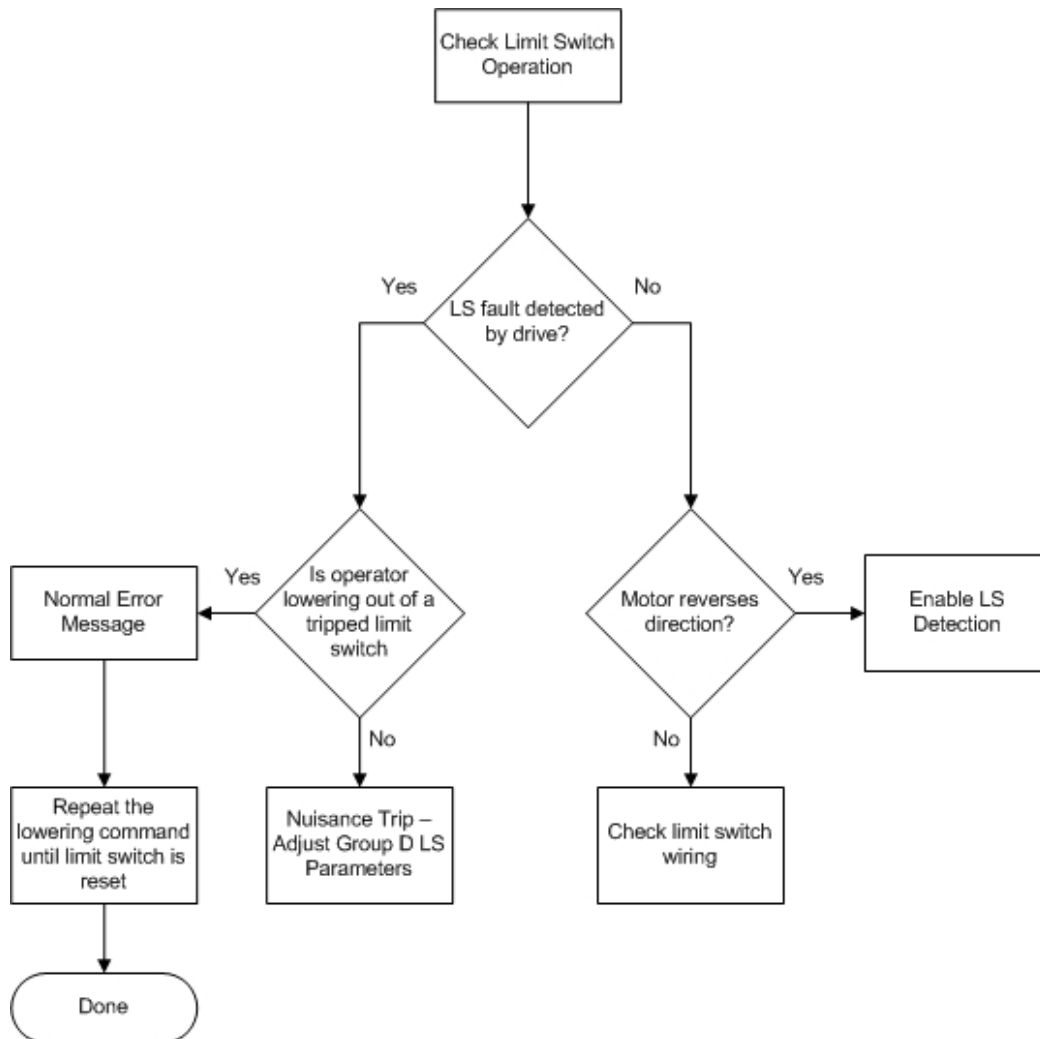 Check Limit Switch
Operation
Yes
No
LS fault detected
by drive?
Yes
Is operator
lowering out of a
tripped limit
switch
Normal Error
Message
Motor reverses
direction?
Yes
Enable LS
Detection
No
No
Repeat the
lowering command
until limit switch is
reset
Nuisance Trip –
Adjust Group D LS
Parameters
Check limit switch
wiring
Done